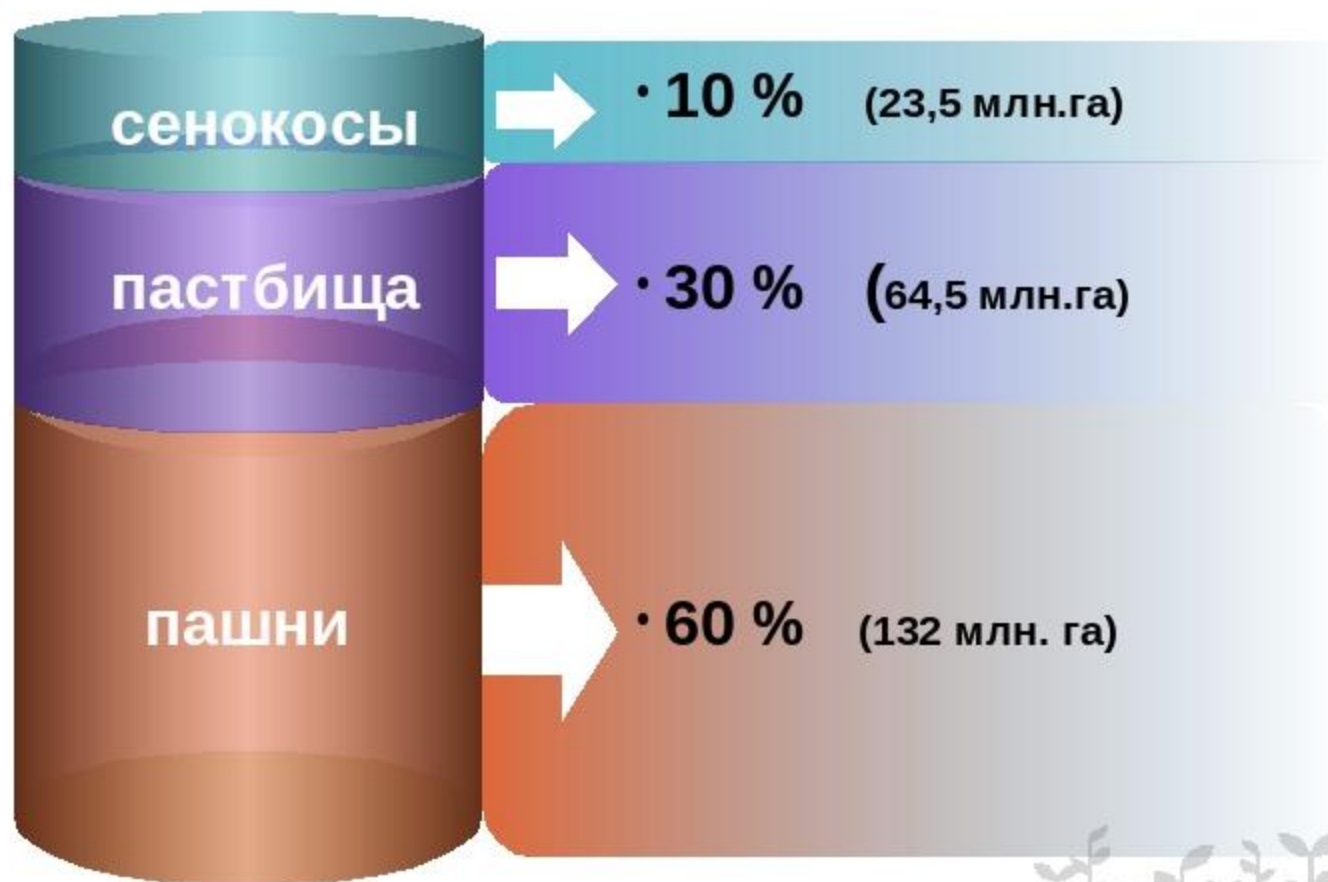 сенокосы
• 10 % (23,5 млн.га)
пастбища
• 30 % (64,5 млн.га)
пашни
• 60 % (132 млн. га)